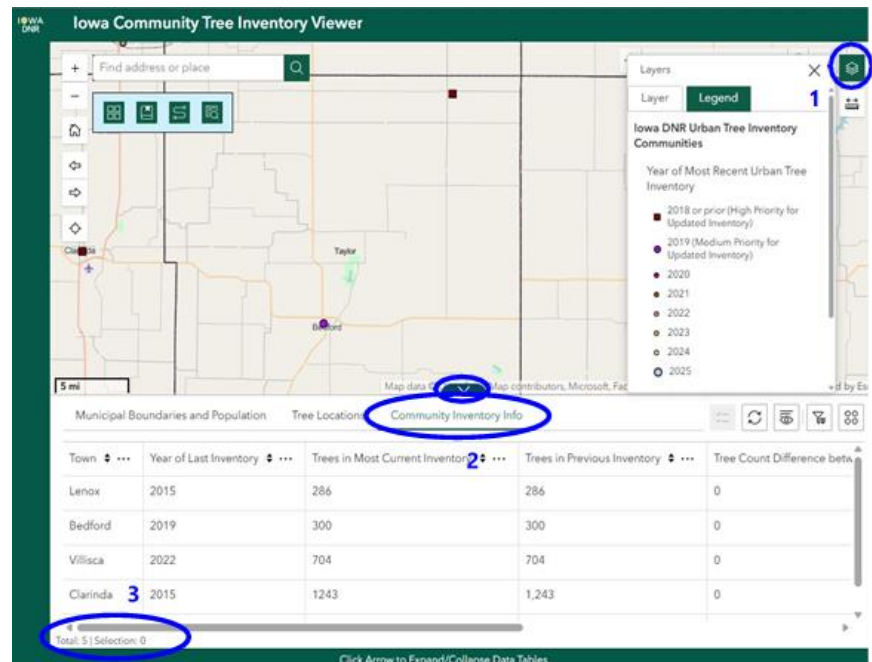 IOWA
DNR
Iowa Community Tree Inventory Viewer
Find address or place
Layers
1
Layer Legend
Iowa DNR Urban Tree Inventory
Communities
Year of Most Recent Urban Tree
Inventory
2018 or prior (High Priority for
Updated Inventory)
2019 (Medium Priority for
Updated Inventory)
2020
2021
2022
2023
2024
2025
Taylor
Bedford
5 mi
Map data © Map contributors, Microsoft, Fac d by Es
Municipal Boundaries and Population Tree Locations Community Inventory Info
2
Town Year of Last Inventory Trees in Most Current Inventory Trees in Previous Inventory Tree Count Difference betw
Lenox 2015 286 286 0
Bedford 2019 300 300 0
Villisca 2022 704 704 0
Clarinda 3 2015 1243 1,243 0
Total: 5 | Selection: 0
Click Arrow to Expand/Collapse Data Tables